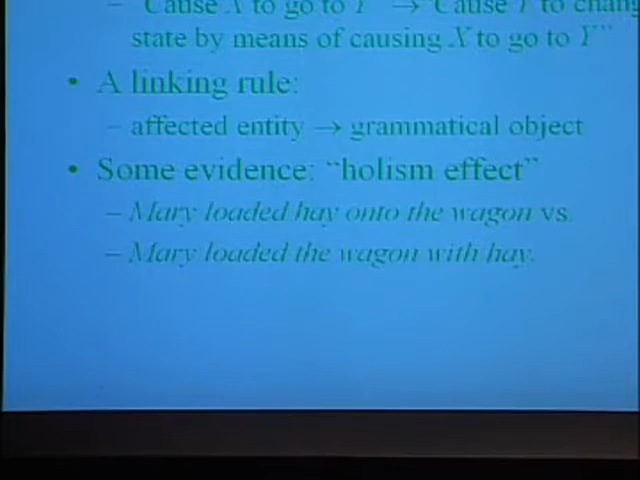 – "Cause X to go to Y" → "Cause Y to chang
state by means of causing X to go to Y"
• A linking rule:
– affected entity → grammatical object
• Some evidence: "holism effect"
– Mary loaded hay onto the wagon vs.
– Mary loaded the wagon with hay.